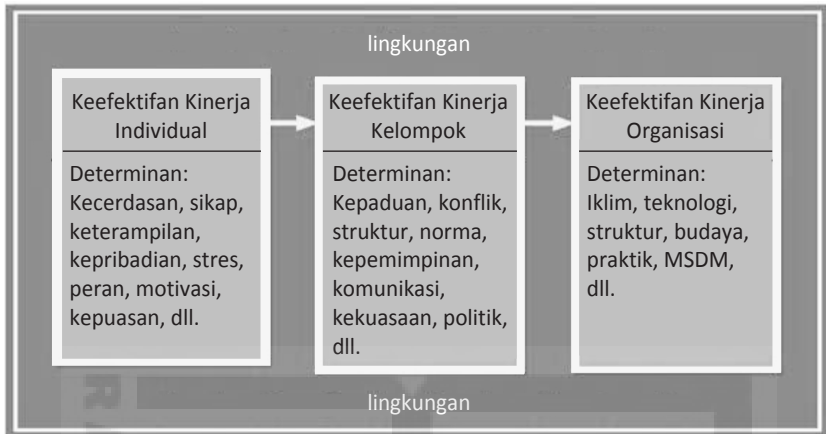 lingkungan
Keefektifan Kinerja
Individual
Determinan:
Kecerdasan, sikap,
keterampilan,
kepribadian, stres,
peran, motivasi,
kepuasan, dll.
Keefektifan Kinerja
Kelompok
Determinan:
Kepaduan, konflik,
struktur, norma,
kepemimpinan,
komunikasi,
kekuasaan, politik,
dll.
Keefektifan Kinerja
Organisasi
Determinan:
Iklim, teknologi,
struktur, budaya,
praktik, MSDM,
dll.
lingkungan